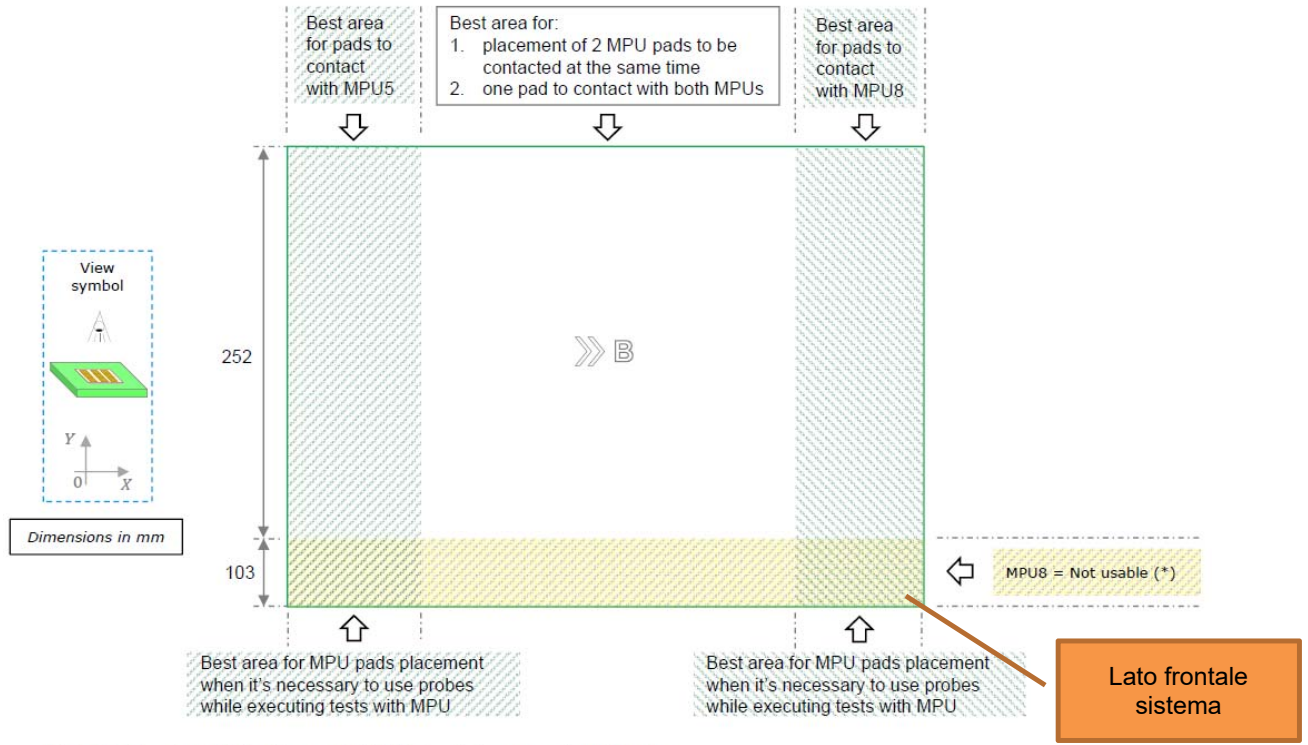 Best area
for pads to
contact
with MPU5
Best area for:
1. placement of 2 MPU pads to be
contacted at the same time
2. one pad to contact with both MPUs
Best area
for pads to
contact
with MPU8
View
symbol
Y
0
X
Dimensions in mm
252
B
103
MPU8 = Not usable (*)
Best area for MPU pads placement
when it's necessary to use probes
while executing tests with MPU
Best area for MPU pads placement
when it's necessary to use probes
while executing tests with MPU
Lato frontale
sistema